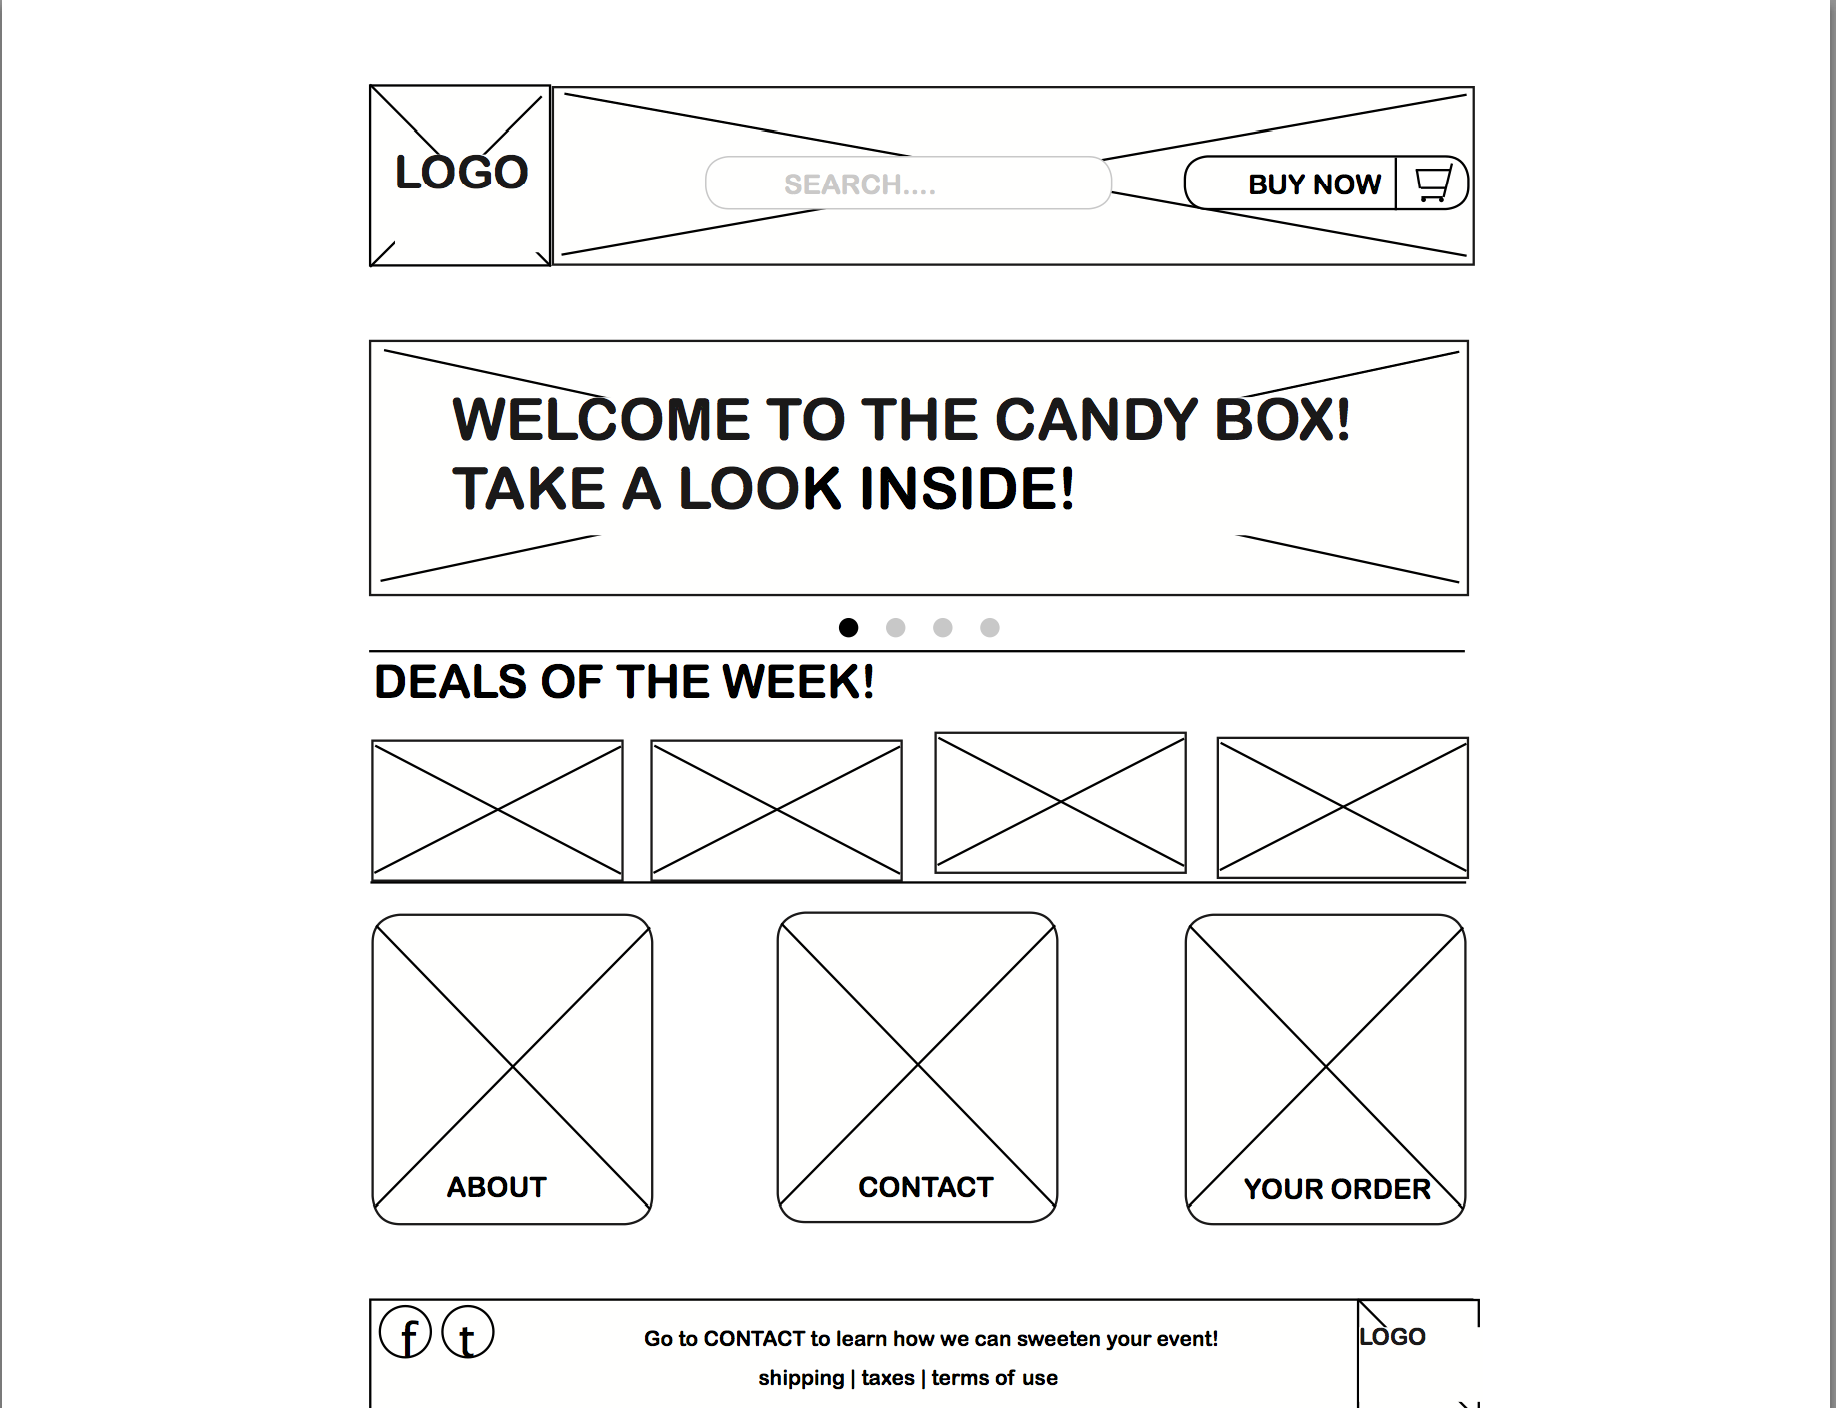 LOGO
SEARCH....
BUY NOW
WELCOME TO THE CANDY BOX!
TAKE A LOOK INSIDE!
DEALS OF THE WEEK!
ABOUT
CONTACT
YOUR ORDER
f t
Go to CONTACT to learn how we can sweeten your event!
LOGO
shipping | taxes | terms of use